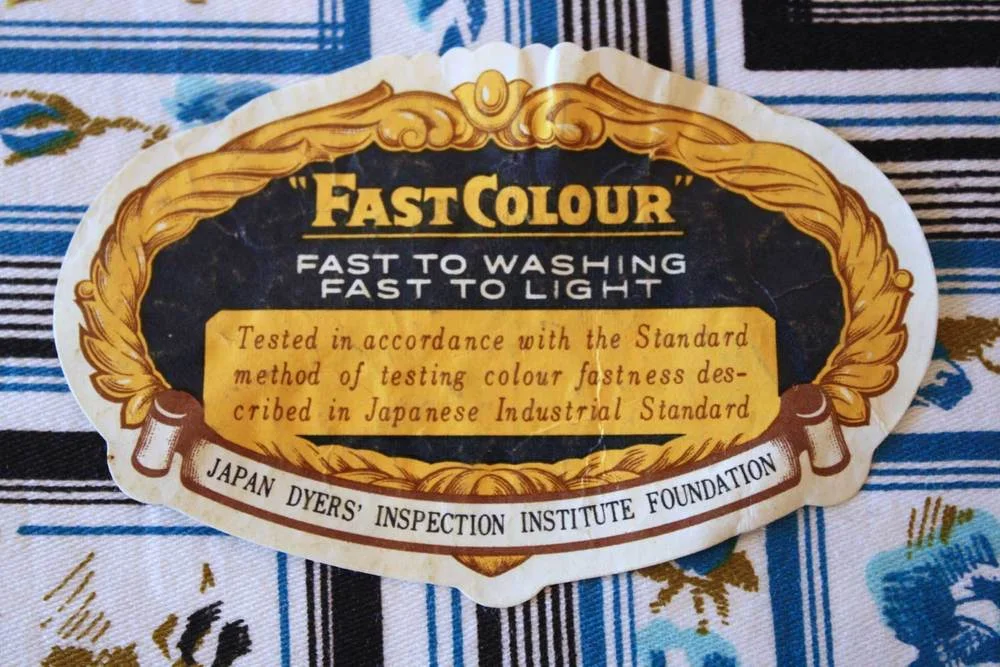 "FAST COLOUR"
FAST TO WASHING
FAST TO LIGHT
Tested in accordance with the Standard
method of testing colour fastness des-
cribed in Japanese Industrial Standard
JAPAN DYERS' INSPECTION INSTITUTE FOUNDATION